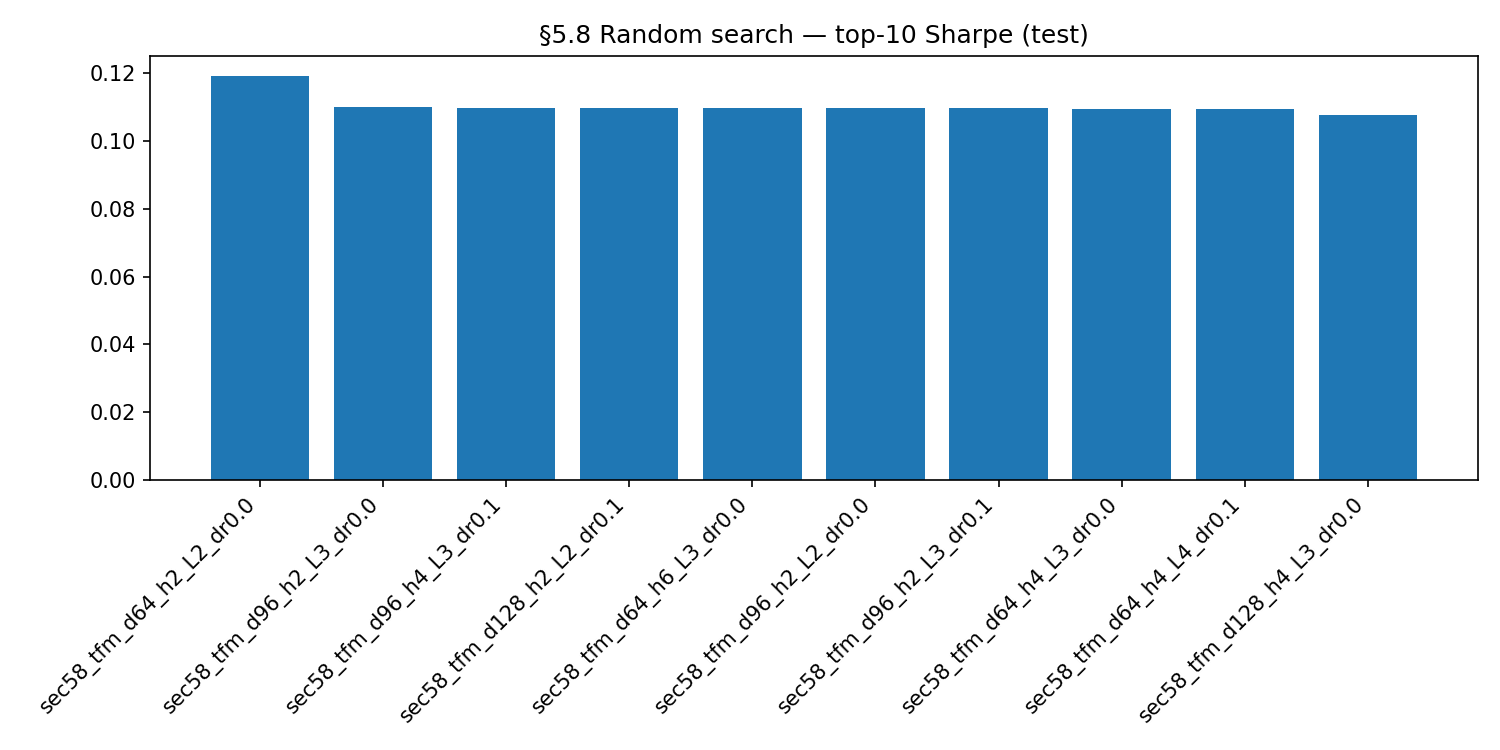 §5.8 Random search — top-10 Sharpe (test)
0.12
0.10
0.08
0.06
0.04
0.02
0.00
sec58_tfm_d64_h2_L2_dr0.0
sec58_tfm_d96_h2_L3_dr0.0
sec58_tfm_d96_h4_L3_dr0.1
sec58_tfm_d128_h2_L2_dr0.1
sec58_tfm_d64_h6_L3_dr0.0
sec58_tfm_d96_h2_L2_dr0.0
sec58_tfm_d96_h2_L3_dr0.1
sec58_tfm_d64_h4_L3_dr0.0
sec58_tfm_d64_h4_L4_dr0.1
sec58_tfm_d128_h4_L3_dr0.0